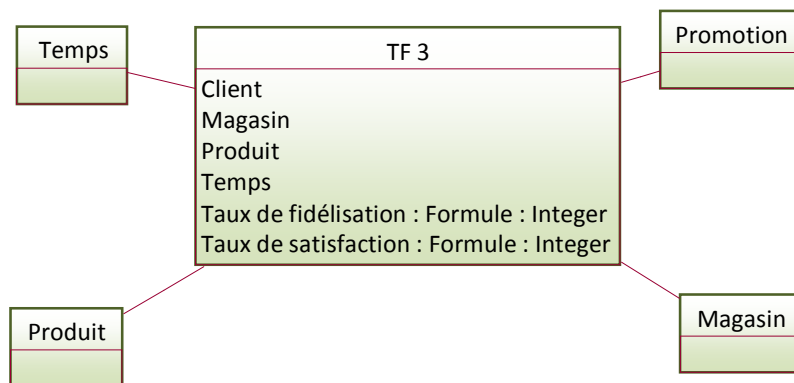 Temps
TF 3
Promotion
Client
Magasin
Produit
Temps
Taux de fidélisation : Formule : Integer
Taux de satisfaction : Formule : Integer
Produit
Magasin